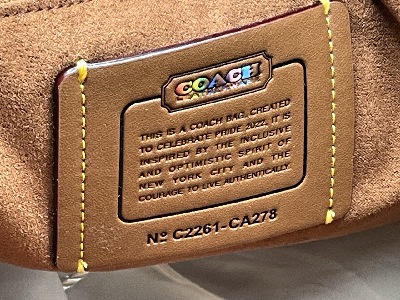 COACH
THIS IS A COACH BAG, CREATED
TO CELEBRATE PRIDE 2022. IT IS
INSPIRED BY THE INCLUSIVE
AND OPTIMISTIC SPIRIT OF
NEW YORK CITY AND THE
COURAGE TO LIVE AUTHENTICALLY.
Nº C2261-CA278